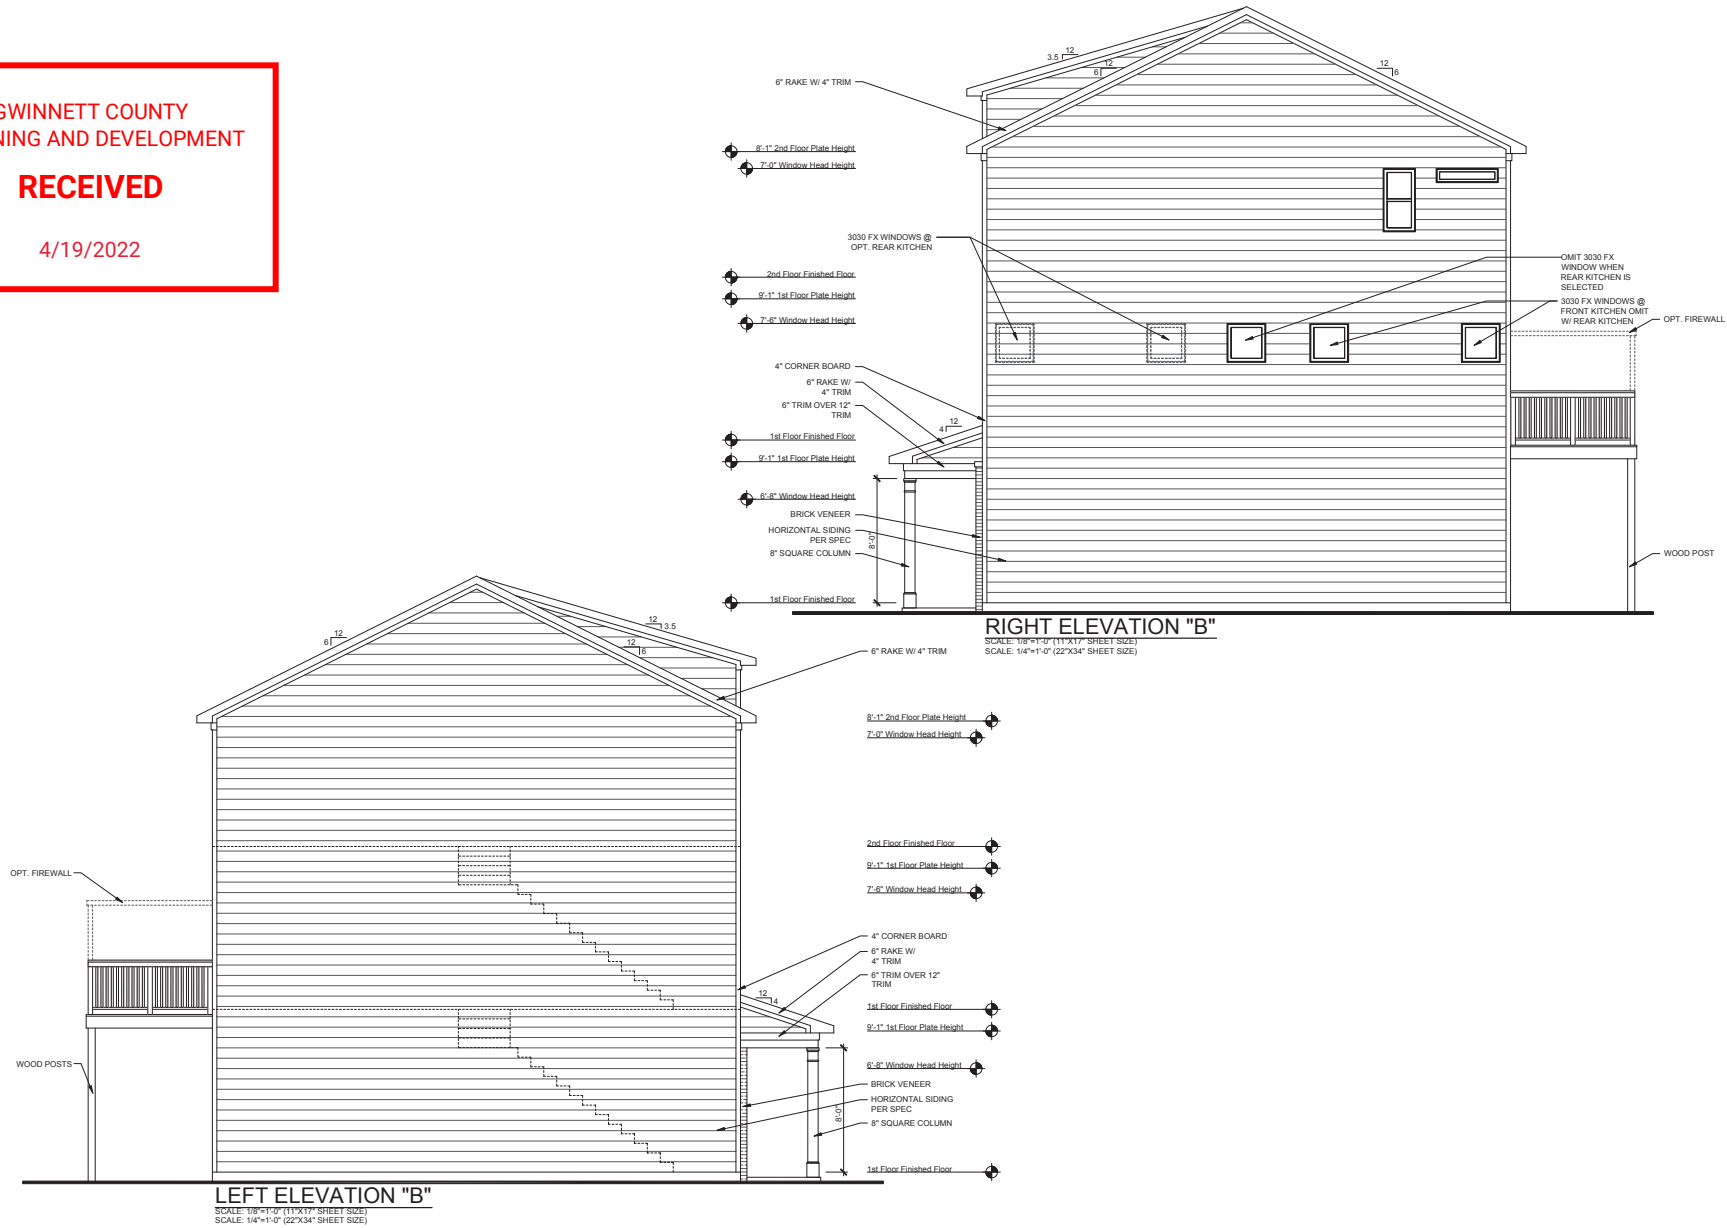 GWINNETT COUNTY
NING AND DEVELOPMENT
RECEIVED
4/19/2022
12
3.5
12
6
12
6
6" RAKE W/ 4" TRIM
8'-1" 2nd Floor Plate Height
7'-0" Window Head Height
3030 FX WINDOWS @
OPT. REAR KITCHEN
2nd Floor Finished Floor
9'-1" 1st Floor Plate Height
7'-6" Window Head Height
OMIT 3030 FX
WINDOW WHEN
REAR KITCHEN IS
SELECTED
3030 FX WINDOWS @
FRONT KITCHEN OMIT
W/ REAR KITCHEN
OPT. FIREWALL
4" CORNER BOARD
6" RAKE W/
4" TRIM
6" TRIM OVER 12"
TRIM
12
4
1st Floor Finished Floor
9'-1" 1st Floor Plate Height
6'-8" Window Head Height
BRICK VENEER
HORIZONTAL SIDING
PER SPEC
8" SQUARE COLUMN
8'-0"
WOOD POST
1st Floor Finished Floor
RIGHT ELEVATION "B"
SCALE: 1/8"=1'-0" (11"X17" SHEET SIZE)
SCALE: 1/4"=1'-0" (22"X34" SHEET SIZE)
12
6
12
3.5
12
6
6" RAKE W/ 4" TRIM
8'-1" 2nd Floor Plate Height
7'-0" Window Head Height
2nd Floor Finished Floor
9'-1" 1st Floor Plate Height
7'-6" Window Head Height
OPT. FIREWALL
4" CORNER BOARD
6" RAKE W/
4" TRIM
6" TRIM OVER 12"
TRIM
12
4
1st Floor Finished Floor
9'-1" 1st Floor Plate Height
6'-8" Window Head Height
WOOD POSTS
BRICK VENEER
HORIZONTAL SIDING
PER SPEC
8" SQUARE COLUMN
8'-0"
1st Floor Finished Floor
LEFT ELEVATION "B"
SCALE: 1/8"=1'-0" (11"X17" SHEET SIZE)
SCALE: 1/4"=1'-0" (22"X34" SHEET SIZE)